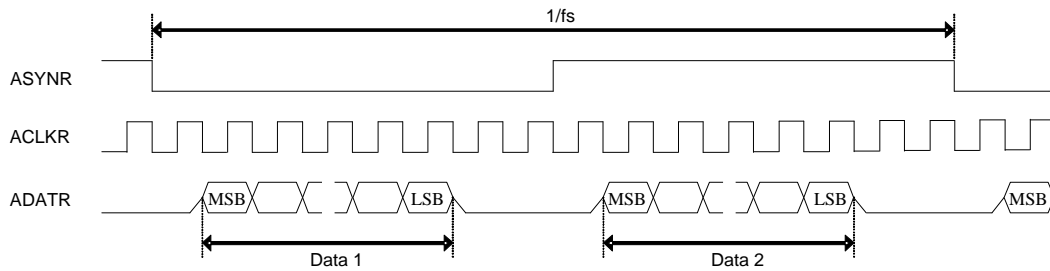 1/fs
ASYNR
ACLKR
ADATR
MSB LSB MSB LSB MSB
Data 1 Data 2